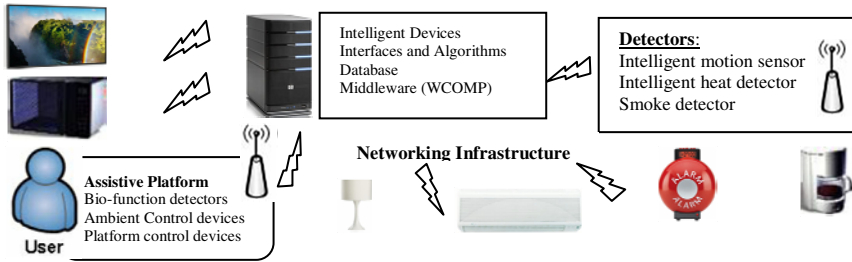 Intelligent Devices
Interfaces and Algorithms
Database
Middleware (WCOMP)
Detectors:
Intelligent motion sensor
Intelligent heat detector
Smoke detector
Networking Infrastructure
Assistive Platform
Bio-function detectors
Ambient Control devices
Platform control devices
User
ALARM
ALARM